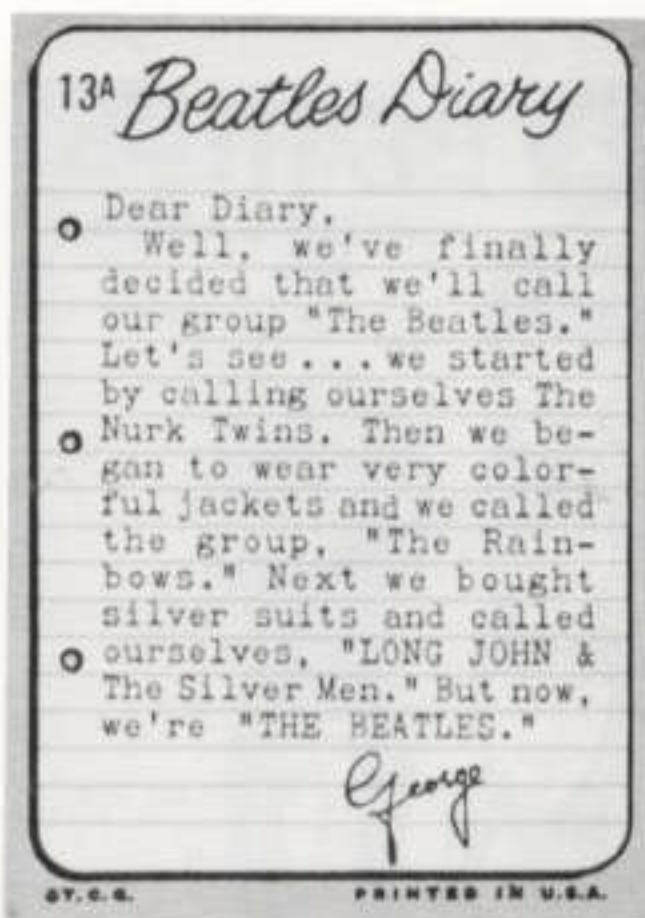 13A Beatles Diary
Dear Diary,
Well, we've finally
decided that we'll call
our group "The Beatles."
Let's see...we started
by calling ourselves The
Nurk Twins. Then we be-
gan to wear very color-
ful jackets and we called
the group, "The Rain-
bows." Next we bought
silver suits and called
ourselves, "LONG JOHN &
The Silver Men." But now,
we're "THE BEATLES."
George
©T.C.G. PRINTED IN U.S.A.